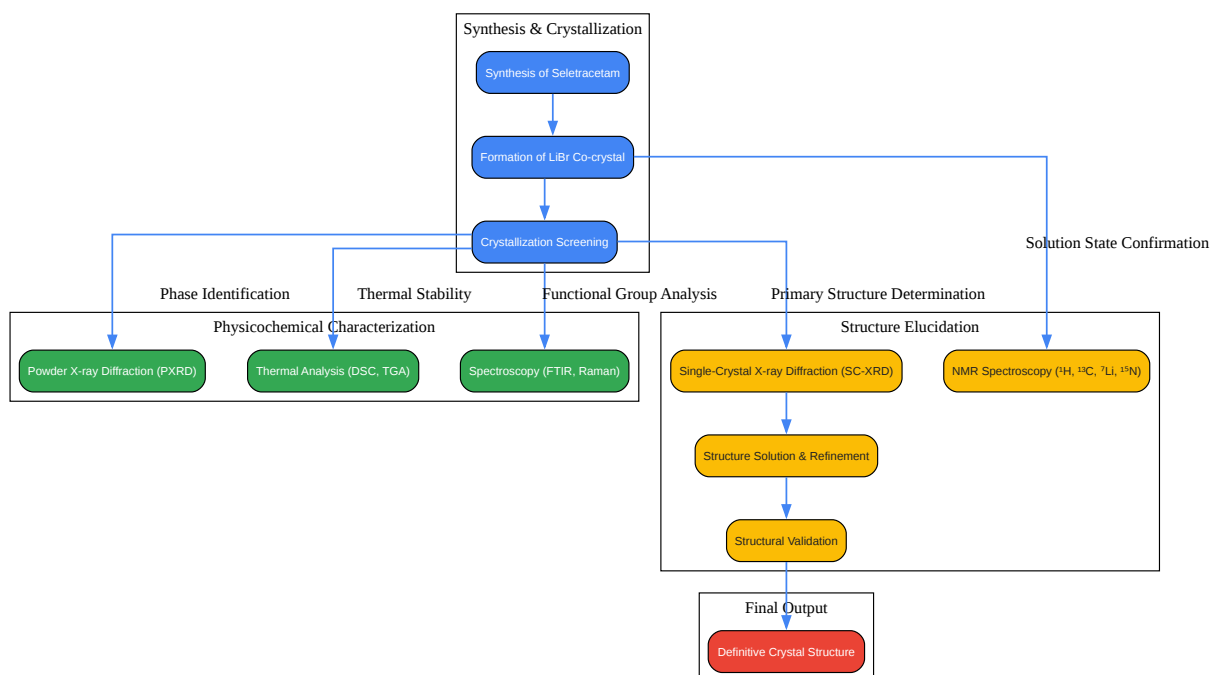 Synthesis & Crystallization
Synthesis of Seletracetam
Formation of LiBr Co-crystal
Crystallization Screening
Solution State Confirmation
Phase Identification
Thermal Stability
Functional Group Analysis
Primary Structure Determination
Physicochemical Characterization
Structure Elucidation
Powder X-ray Diffraction (PXRD)
Thermal Analysis (DSC, TGA)
Spectroscopy (FTIR, Raman)
Single-Crystal X-ray Diffraction (SC-XRD)
NMR Spectroscopy (¹H, ¹³C, ⁷Li, ¹⁵N)
Structure Solution & Refinement
Structural Validation
Final Output
Definitive Crystal Structure